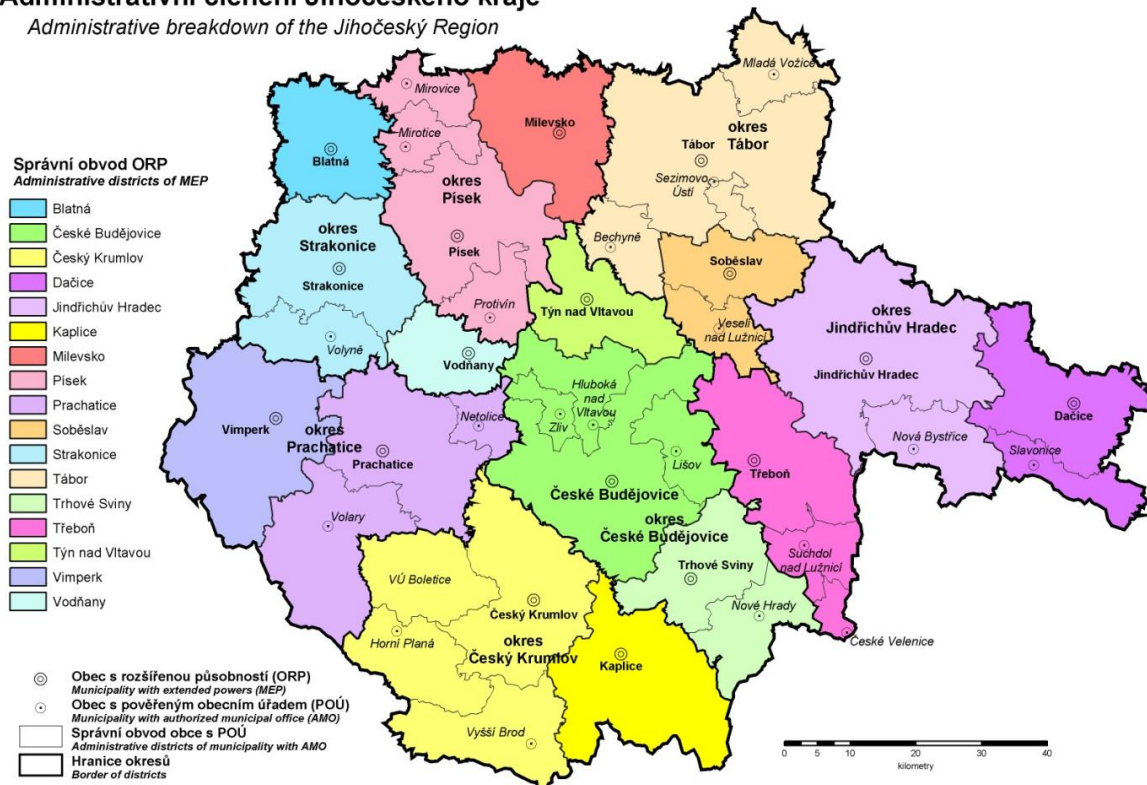 Administrativní členění Jihočeského kraje
Administrative breakdown of the Jihočeský Region
Správní obvod ORP
Administrative districts of MEP
Blatná
České Budějovice
Český Krumlov
Dačice
Jindřichův Hradec
Kaplice
Milevsko
Písek
Prachatice
Soběslav
Strakonice
Tábor
Trhové Sviny
Třeboň
Týn nad Vltavou
Vimperk
Vodňany
Obec s rozšířenou působností (ORP)
Municipality with extended powers (MEP)
Obec s pověřeným obecním úřadem (POÚ)
Municipality with authorized municipal office (AMO)
Správní obvod obce s POÚ
Administrative districts of municipality with AMO
Hranice okresů
Border of districts
Mladá Vožice
Mirovice
Milevsko
okres
Tábor
Mirotice
Tábor
Blatná
Sezimovo
Ústí
okres
Písek
okres
Strakonice
Bechyně
Písek
Soběslav
Strakonice
Týn nad Vltavou
Protivín
okres
Jindřichův Hradec
Veselí
nad Lužnicí
Volyně
Vodňany
Jindřichův Hradec
Hluboká
nad
Vltavou
Zliv
Netolice
Vimperk
okres
Prachatice
Prachatice
Dačice
Nová Bystřice
Slavonice
Lišov
Třeboň
České Budějovice
okres
České Budějovice
Volary
Suchdol
nad Lužnicí
Trhové Sviny
VÚ Boletice
Nové Hrady
Český Krumlov
České Velenice
Horní Planá
okres
Český Krumlov
Kaplice
Vyšší Brod
0 5 10 20 30 40
kilometry